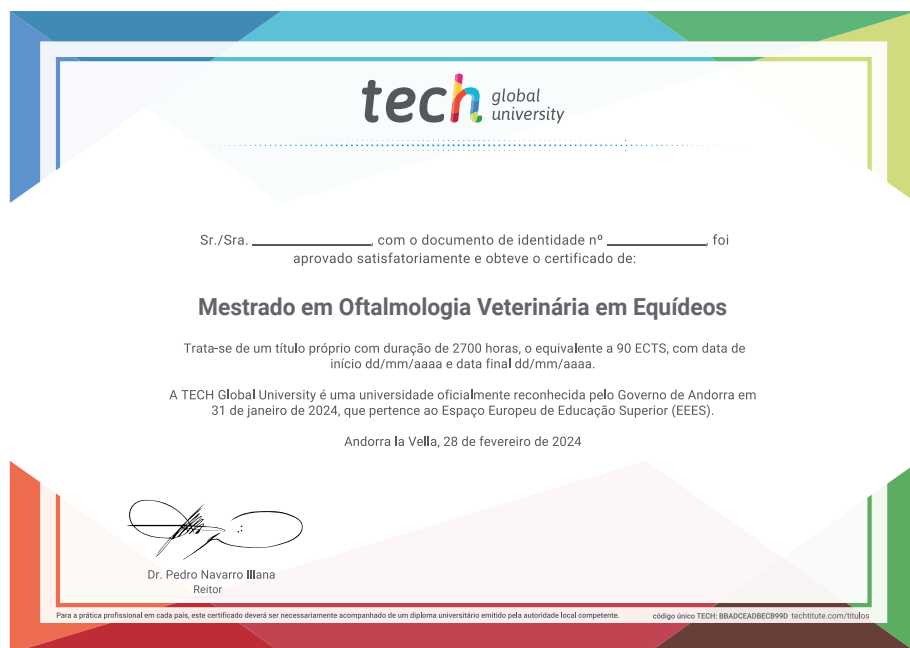 tech global
university
Sr./Sra. ________________, com o documento de identidade nº ______________, foi
aprovado satisfatoriamente e obteve o certificado de:
Mestrado em Oftalmologia Veterinária em Equídeos
Trata-se de um título próprio com duração de 2700 horas, o equivalente a 90 ECTS, com data de
início dd/mm/aaaa e data final dd/mm/aaaa.
A TECH Global University é uma universidade oficialmente reconhecida pelo Governo de Andorra em
31 de janeiro de 2024, que pertence ao Espaço Europeu de Educação Superior (EEES).
Andorra la Vella, 28 de fevereiro de 2024
Dr. Pedro Navarro Illana
Reitor
Para a prática profissional em cada país, este certificado deverá ser necessariamente acompanhado de um diploma universitário emitido pela autoridade local competente. código único TECH: BBADCEADBECB99D techtitute.com/titulos